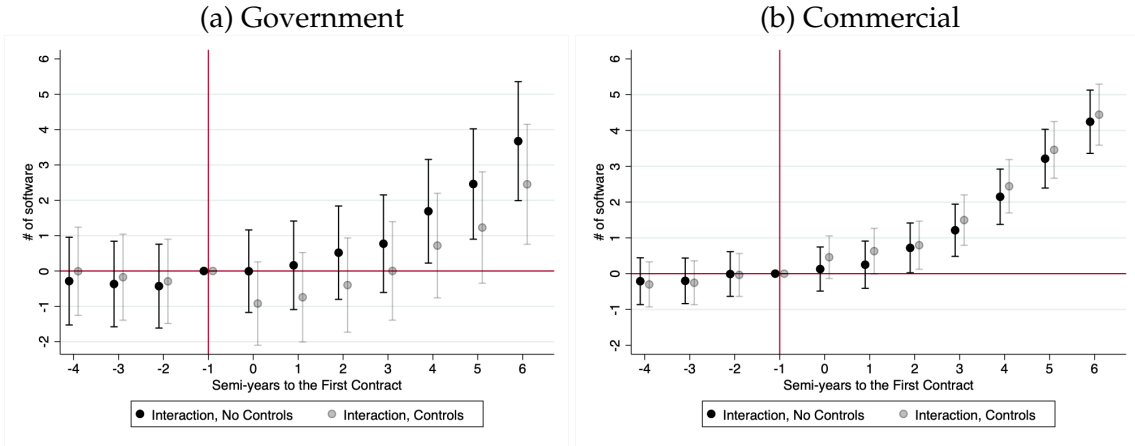 (a) Government
# of software
6
5
4
3
2
1
0
-1
-2
-4 -3 -2 -1 0 1 2 3 4 5 6
Semi-years to the First Contract
Interaction, No Controls Interaction, Controls
(b) Commercial
# of software
6
5
4
3
2
1
0
-1
-2
-4 -3 -2 -1 0 1 2 3 4 5 6
Semi-years to the First Contract
Interaction, No Controls Interaction, Controls